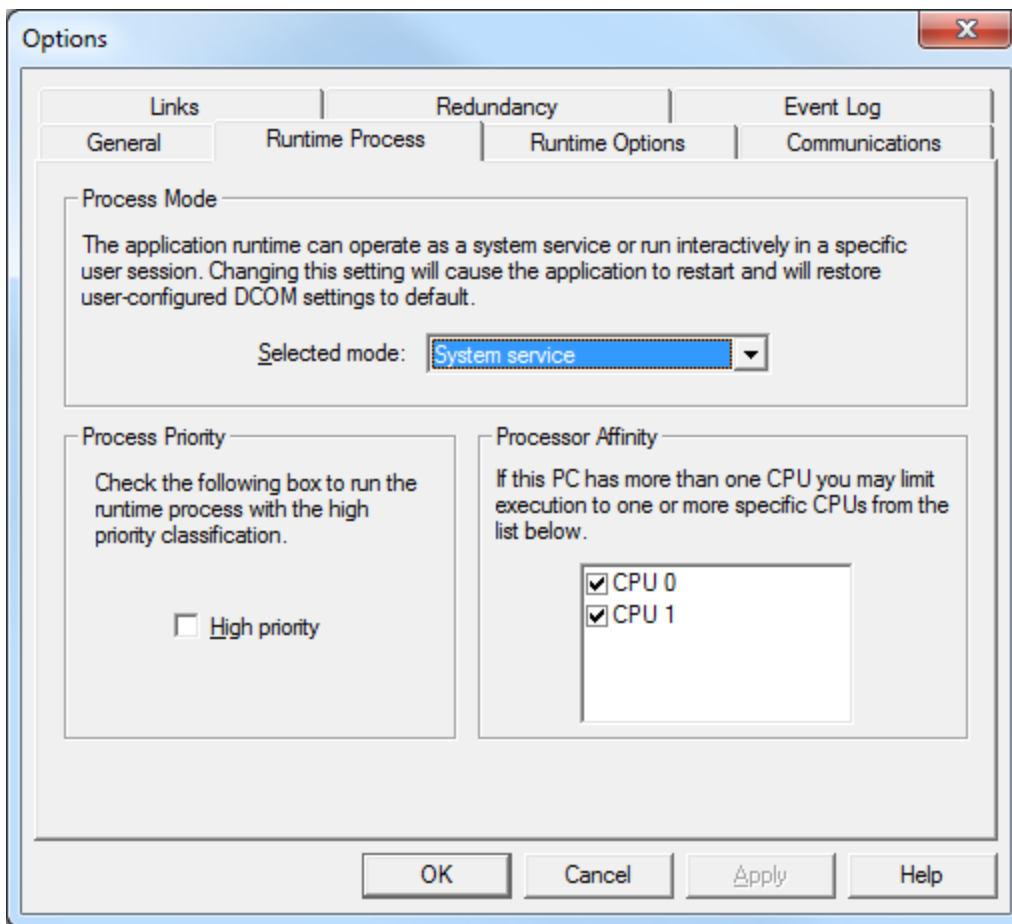 Options
Links Redundancy Event Log
General Runtime Process Runtime Options Communications
Process Mode
The application runtime can operate as a system service or run interactively in a specific
user session. Changing this setting will cause the application to restart and will restore
user-configured DCOM settings to default.
Selected mode: System service
Process Priority
Check the following box to run the
runtime process with the high
priority classification.
High priority
Processor Affinity
If this PC has more than one CPU you may limit
execution to one or more specific CPUs from the
list below.
CPU 0
CPU 1
OK Cancel Apply Help